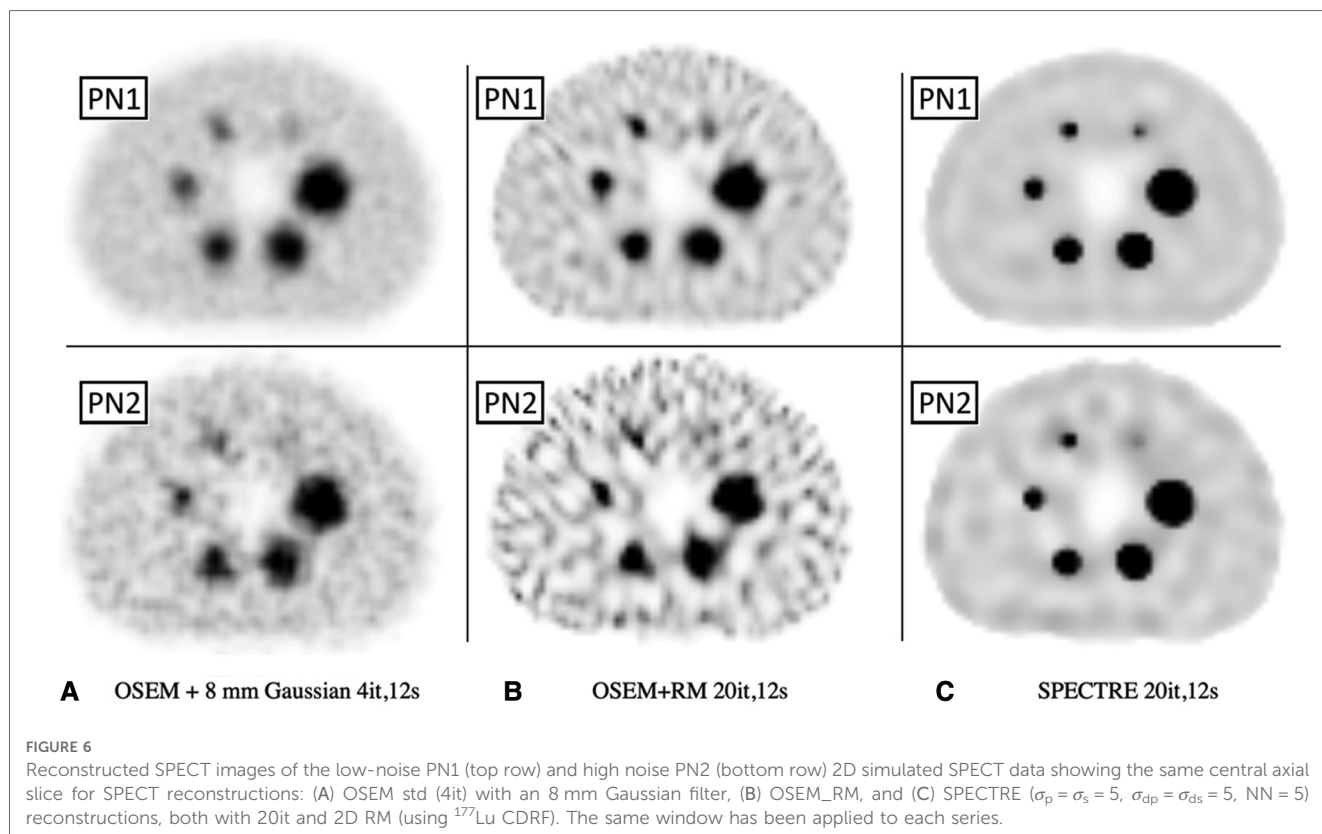 PN1
PN1
PN1
PN2
PN2
PN2
A OSEM + 8 mm Gaussian 4it,12s
B OSEM+RM 20it,12s
C SPECTRE 20it,12s
FIGURE 6
Reconstructed SPECT images of the low-noise PN1 (top row) and high noise PN2 (bottom row) 2D simulated SPECT data showing the same central axial
slice for SPECT reconstructions: (A) OSEM std (4it) with an 8 mm Gaussian filter, (B) OSEM_RM, and (C) SPECTRE (σp = σs = 5, σdp = σds = 5, NN = 5)
reconstructions, both with 20it and 2D RM (using ¹⁷⁷Lu CDRF). The same window has been applied to each series.